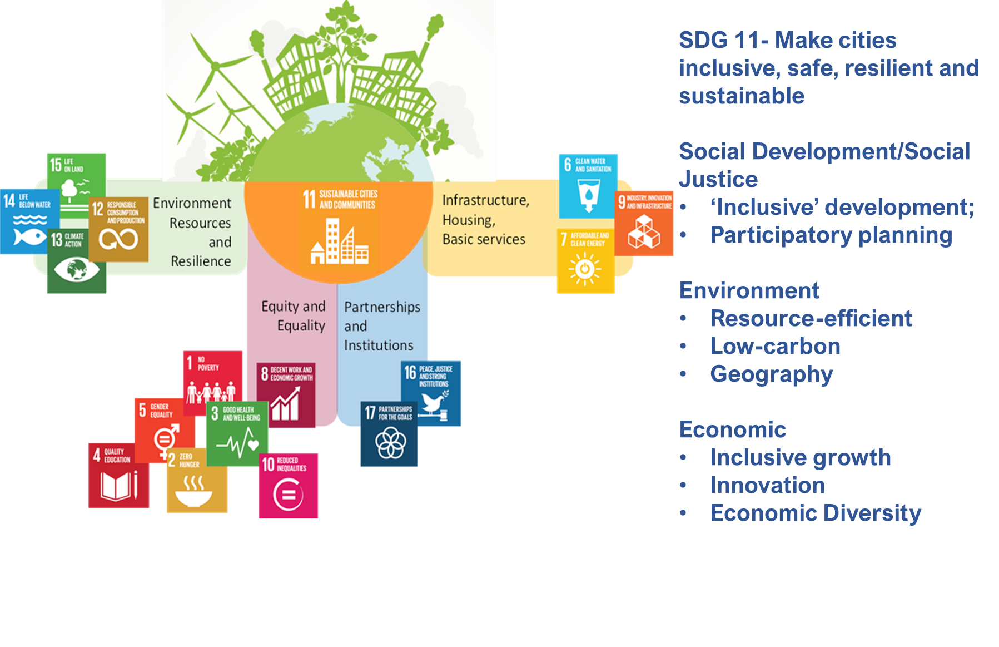 SDG 11- Make cities
inclusive, safe, resilient and
sustainable
Social Development/Social
Justice
• ‘Inclusive’ development;
• Participatory planning
Environment
• Resource-efficient
• Low-carbon
• Geography
Economic
• Inclusive growth
• Innovation
• Economic Diversity
15 LIFE
ON LAND
14 LIFE
BELOW WATER
12 RESPONSIBLE
CONSUMPTION
AND PRODUCTION
13 CLIMATE
ACTION
Environment
Resources
and
Resilience
11 SUSTAINABLE CITIES
AND COMMUNITIES
Infrastructure,
Housing,
Basic services
6 CLEAN WATER
AND SANITATION
9 INDUSTRY, INNOVATION
AND INFRASTRUCTURE
7 AFFORDABLE AND
CLEAN ENERGY
Equity and
Equality
Partnerships
and
Institutions
1 NO
POVERTY
8 DECENT WORK AND
ECONOMIC GROWTH
5 GENDER
EQUALITY
3 GOOD HEALTH
AND WELL-BEING
4 QUALITY
EDUCATION
2 ZERO
HUNGER
10 REDUCED
INEQUALITIES
16 PEACE, JUSTICE
AND STRONG
INSTITUTIONS
17 PARTNERSHIPS
FOR THE GOALS